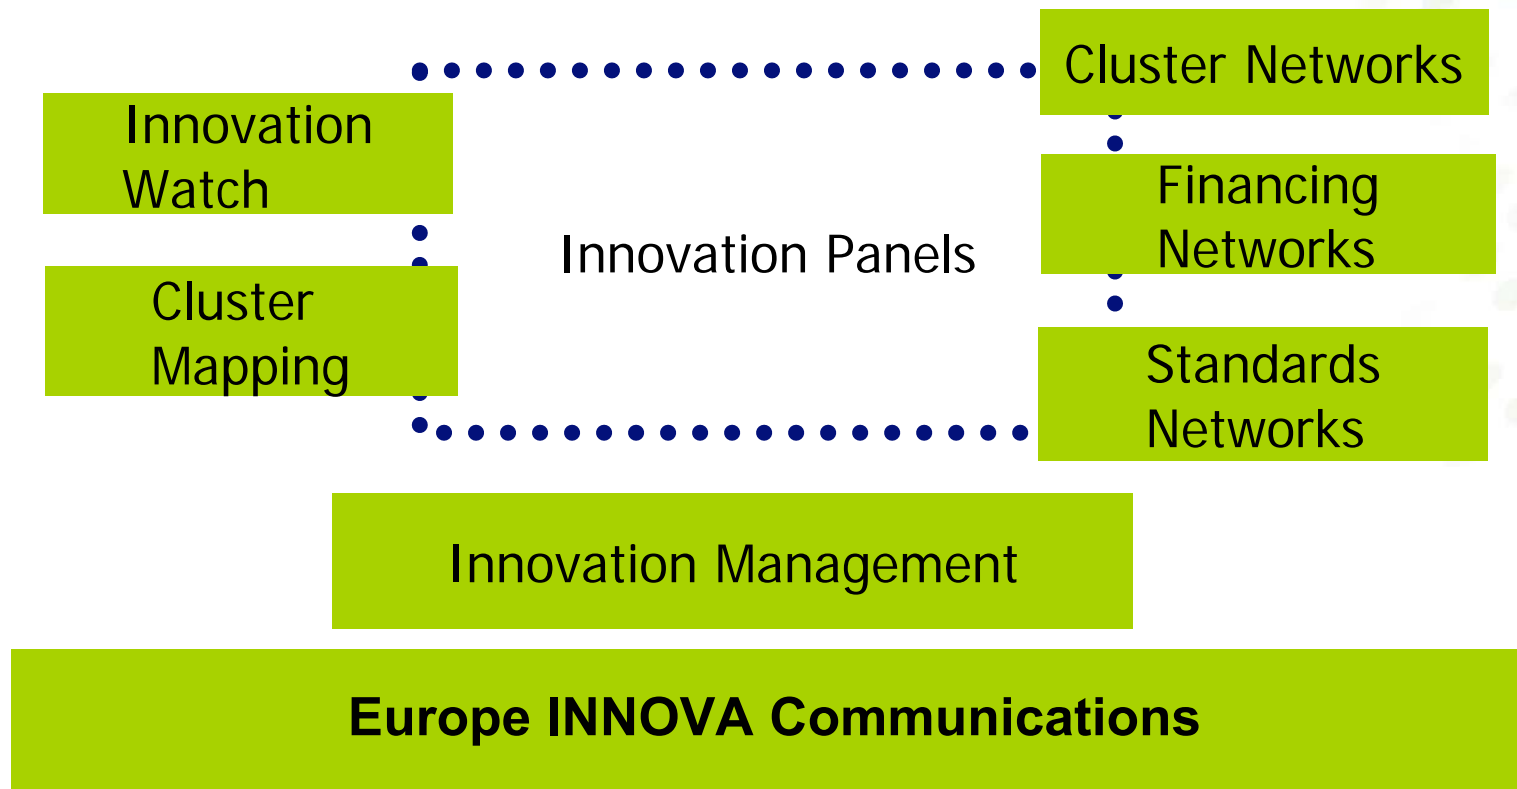 Cluster Networks
Innovation
Watch
Financing
Networks
Innovation Panels
Cluster
Mapping
Standards
Networks
Innovation Management
Europe INNOVA Communications